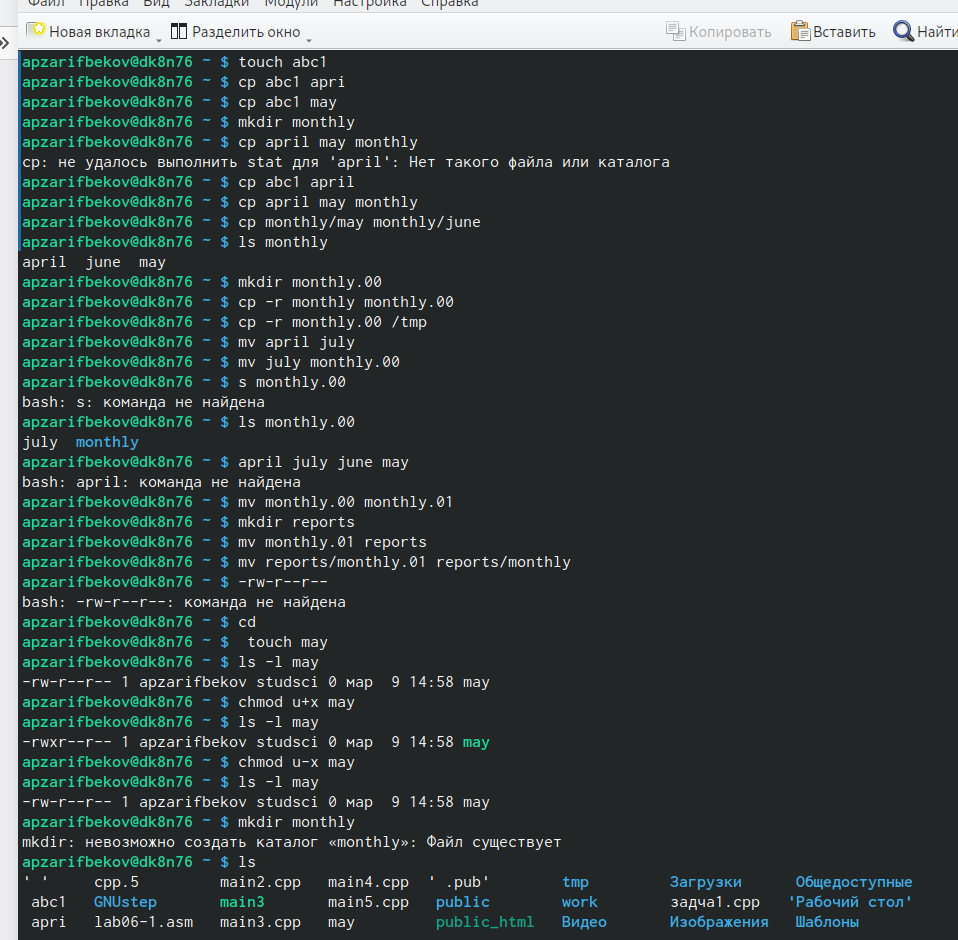 Файл Правка Вид Закладки Модули Настройка Справка
Новая вкладка Разделить окно Копировать Вставить Найти
apzarifbekov@dk8n76 ~ $ touch abc1
apzarifbekov@dk8n76 ~ $ cp abc1 apri
apzarifbekov@dk8n76 ~ $ cp abc1 may
apzarifbekov@dk8n76 ~ $ mkdir monthly
apzarifbekov@dk8n76 ~ $ cp april may monthly
cp: не удалось выполнить stat для 'april': Нет такого файла или каталога
apzarifbekov@dk8n76 ~ $ cp abc1 april
apzarifbekov@dk8n76 ~ $ cp april may monthly
apzarifbekov@dk8n76 ~ $ cp monthly/may monthly/june
apzarifbekov@dk8n76 ~ $ ls monthly
april  june  may
apzarifbekov@dk8n76 ~ $ mkdir monthly.00
apzarifbekov@dk8n76 ~ $ cp -r monthly monthly.00
apzarifbekov@dk8n76 ~ $ cp -r monthly.00 /tmp
apzarifbekov@dk8n76 ~ $ mv april july
apzarifbekov@dk8n76 ~ $ mv july monthly.00
apzarifbekov@dk8n76 ~ $ s monthly.00
bash: s: команда не найдена
apzarifbekov@dk8n76 ~ $ ls monthly.00
july  monthly
apzarifbekov@dk8n76 ~ $ april july june may
bash: april: команда не найдена
apzarifbekov@dk8n76 ~ $ mv monthly.00 monthly.01
apzarifbekov@dk8n76 ~ $ mkdir reports
apzarifbekov@dk8n76 ~ $ mv monthly.01 reports
apzarifbekov@dk8n76 ~ $ mv reports/monthly.01 reports/monthly
apzarifbekov@dk8n76 ~ $ -rw-r--r--
bash: -rw-r--r--: команда не найдена
apzarifbekov@dk8n76 ~ $ cd
apzarifbekov@dk8n76 ~ $  touch may
apzarifbekov@dk8n76 ~ $ ls -l may
-rw-r--r-- 1 apzarifbekov studsci 0 мар  9 14:58 may
apzarifbekov@dk8n76 ~ $ chmod u+x may
apzarifbekov@dk8n76 ~ $ ls -l may
-rwxr--r-- 1 apzarifbekov studsci 0 мар  9 14:58 may
apzarifbekov@dk8n76 ~ $ chmod u-x may
apzarifbekov@dk8n76 ~ $ ls -l may
-rw-r--r-- 1 apzarifbekov studsci 0 мар  9 14:58 may
apzarifbekov@dk8n76 ~ $ mkdir monthly
mkdir: невозможно создать каталог «monthly»: Файл существует
apzarifbekov@dk8n76 ~ $ ls
' '  cpp.5  main2.cpp  main4.cpp  ' .pub'  tmp  Загрузки  Общедоступные
abc1  GNUstep  main3  main5.cpp  public  work  задча1.cpp  'Рабочий стол'
apri  lab06-1.asm  main3.cpp  may  public_html  Видео  Изображения  Шаблоны